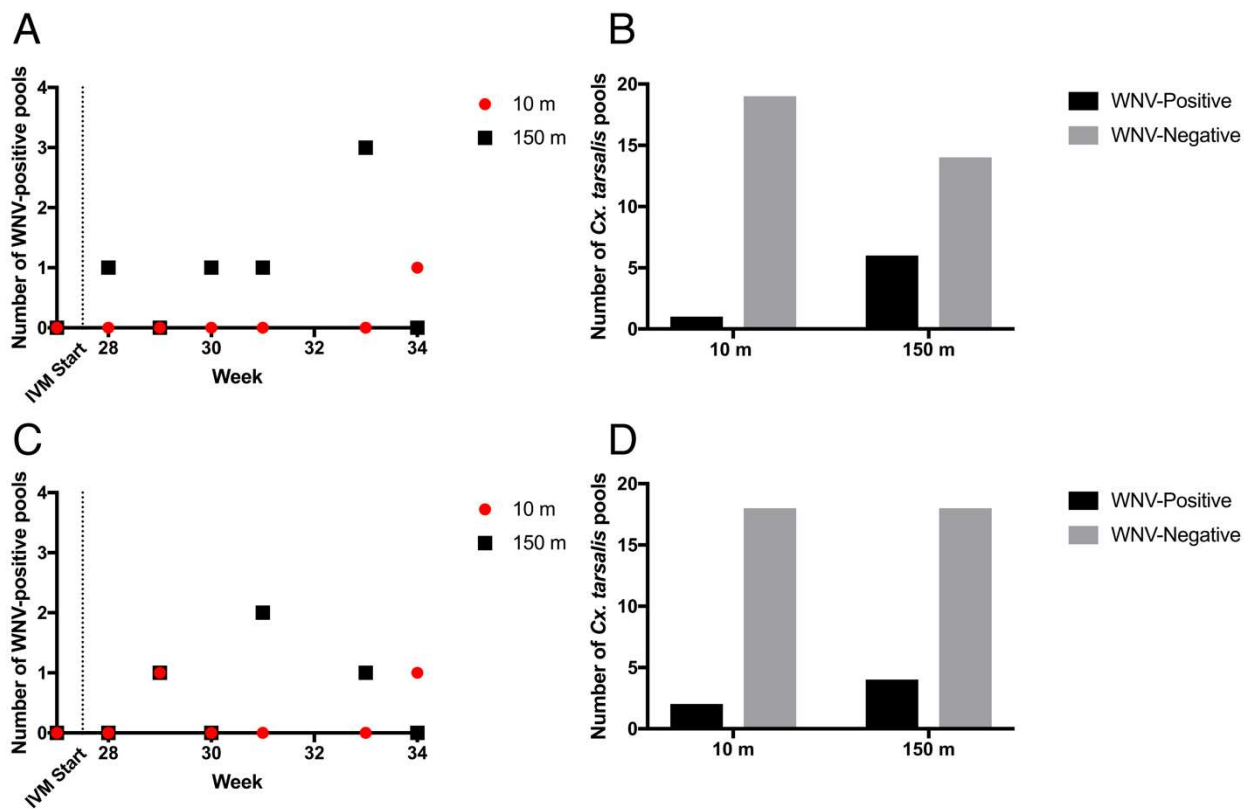 A
Number of WNV-positive pools
4
3
2
1
0
IVM Start
28
30
32
34
Week
10 m
150 m
B
Number of Cx. tarsalis pools
20
15
10
5
0
10 m
150 m
WNV-Positive
WNV-Negative
C
Number of WNV-positive pools
4
3
2
1
0
IVM Start
28
30
32
34
Week
10 m
150 m
D
Number of Cx. tarsalis pools
20
15
10
5
0
10 m
150 m
WNV-Positive
WNV-Negative